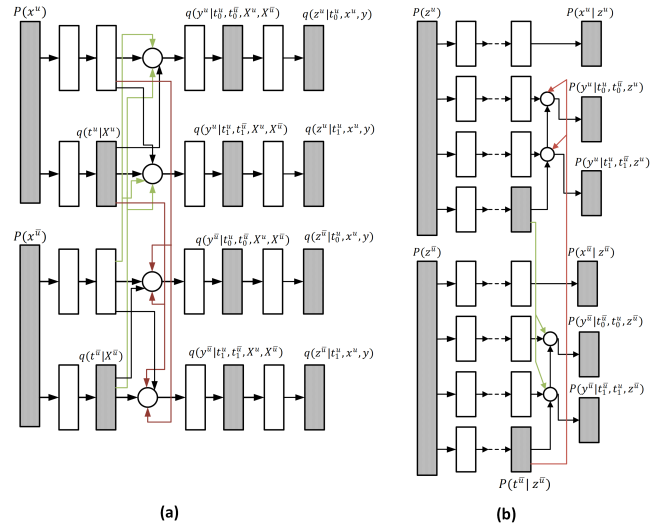 P(x^u)
q(y^u|t_0^u, t_0^ū, X^u, X^ū)
q(z^u|t_0^u, x^u, y)
q(t^u|X^u)
q(y^u|t_1^u, t_1^ū, X^u, X^ū)
q(z^u|t_1^u, x^u, y)
P(x^ū)
q(y^ū|t_0^u, t_0^ū, X^u, X^ū)
q(z^ū|t_0^u, x^u, y)
q(t^ū|X^ū)
q(y^ū|t_1^u, t_1^ū, X^u, X^ū)
q(z^ū|t_1^u, x^u, y)
(a)
P(z^u)
P(x^u|z^u)
P(y^u|t_0^u, t_0^ū, z^u)
P(y^u|t_1^u, t_1^ū, z^u)
P(z^ū)
P(x^ū|z^ū)
P(y^ū|t_0^ū, t_0^u, z^ū)
P(y^ū|t_1^ū, t_1^u, z^ū)
P(t^ū|z^ū)
(b)